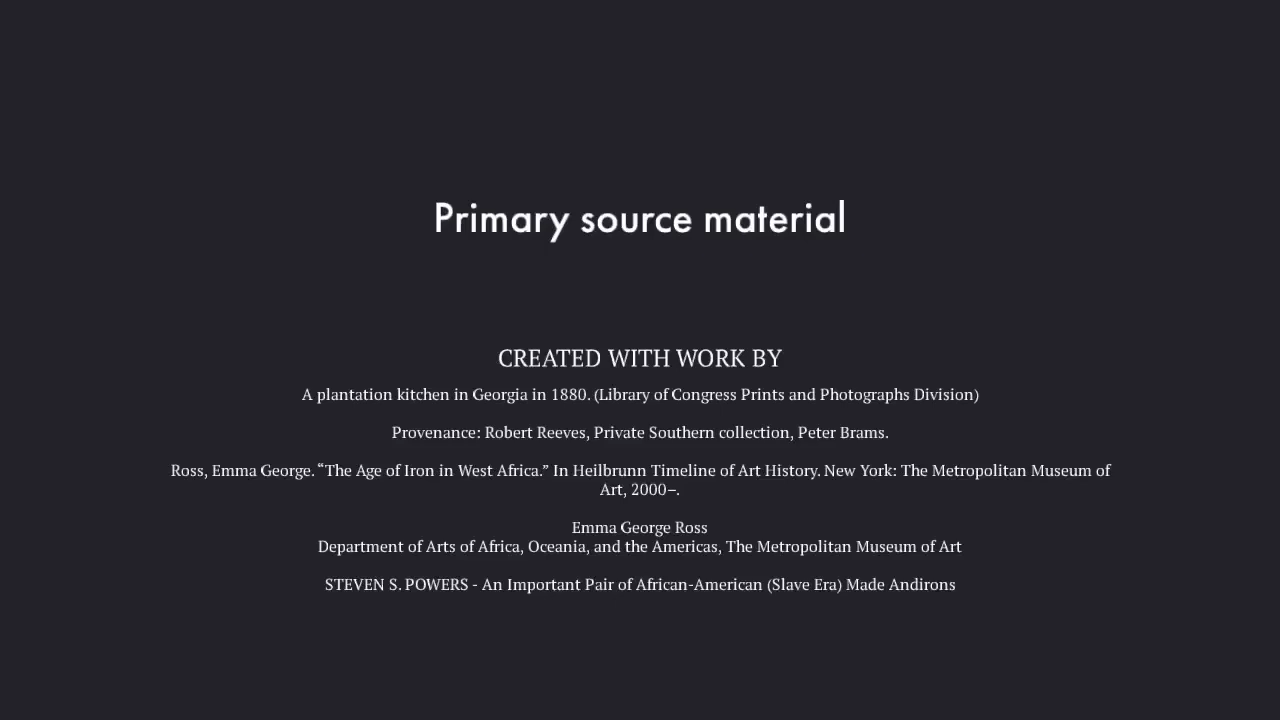 Primary source material
CREATED WITH WORK BY
A plantation kitchen in Georgia in 1880. (Library of Congress Prints and Photographs Division)
Provenance: Robert Reeves, Private Southern collection, Peter Brams.
Ross, Emma George. “The Age of Iron in West Africa.” In Heilbrunn Timeline of Art History. New York: The Metropolitan Museum of
Art, 2000–.
Emma George Ross
Department of Arts of Africa, Oceania, and the Americas, The Metropolitan Museum of Art
STEVEN S. POWERS - An Important Pair of African-American (Slave Era) Made Andirons